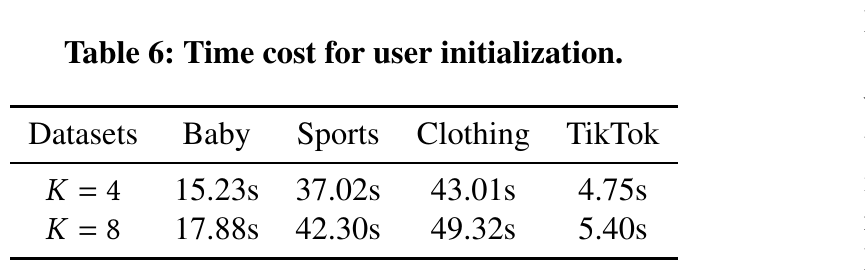 Table 6: Time cost for user initialization.
Datasets Baby Sports Clothing TikTok
K = 4 15.23s 37.02s 43.01s 4.75s
K = 8 17.88s 42.30s 49.32s 5.40s